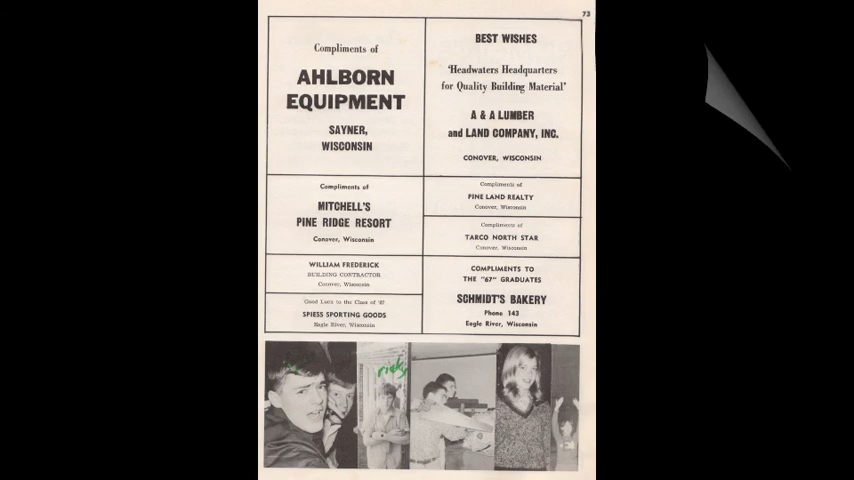 73
Compliments of
AHLBORN
EQUIPMENT
SAYNER,
WISCONSIN
BEST WISHES
"Headwaters Headquarters
for Quality Building Material"
A & A LUMBER
and LAND COMPANY, INC.
CONOVER, WISCONSIN
Compliments of
MITCHELL'S
PINE RIDGE RESORT
Conover, Wisconsin
Compliments of
PINE LAND REALTY
Conover, Wisconsin
Compliments of
TARCO NORTH STAR
Conover, Wisconsin
WILLIAM FREDERICK
BUILDING CONTRACTOR
Conover, Wisconsin
Good Luck to the Class of '67
SPIESS SPORTING GOODS
Eagle River, Wisconsin
COMPLIMENTS TO
THE "67" GRADUATES
SCHMIDT'S BAKERY
Phone 143
Eagle River, Wisconsin